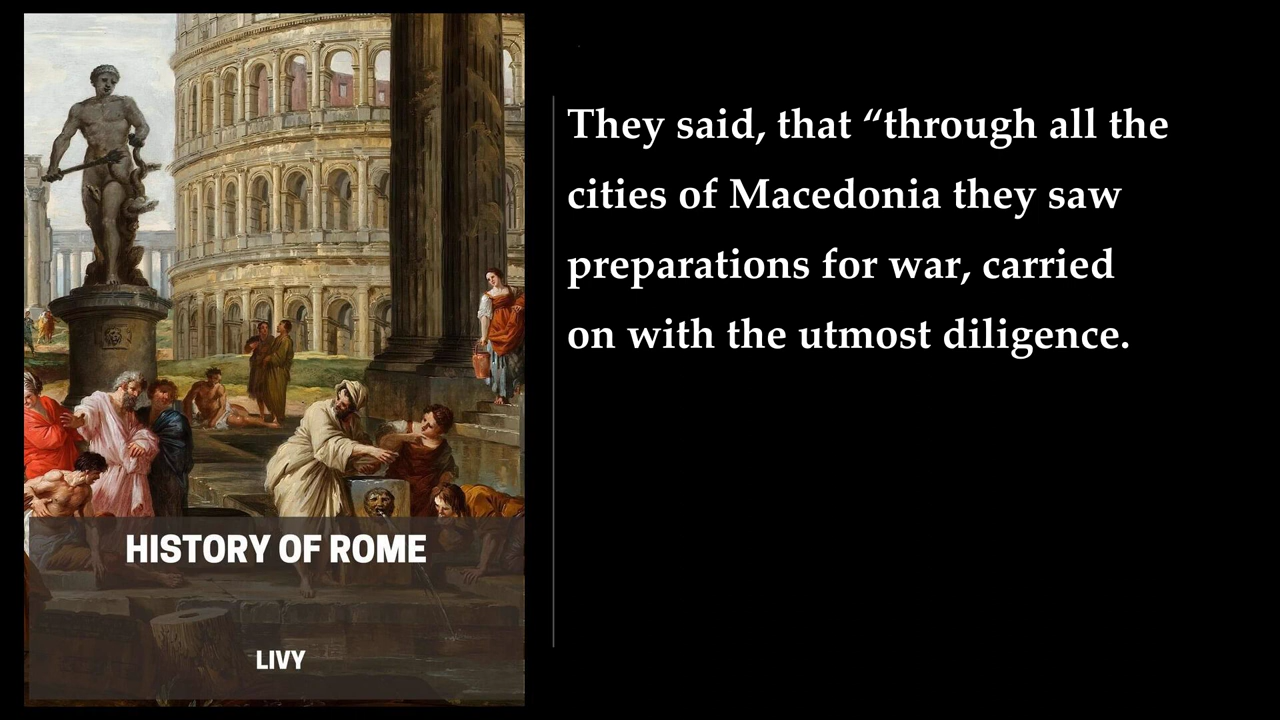 HISTORY OF ROME
LIVY
They said, that “through all the
cities of Macedonia they saw
preparations for war, carried
on with the utmost diligence.